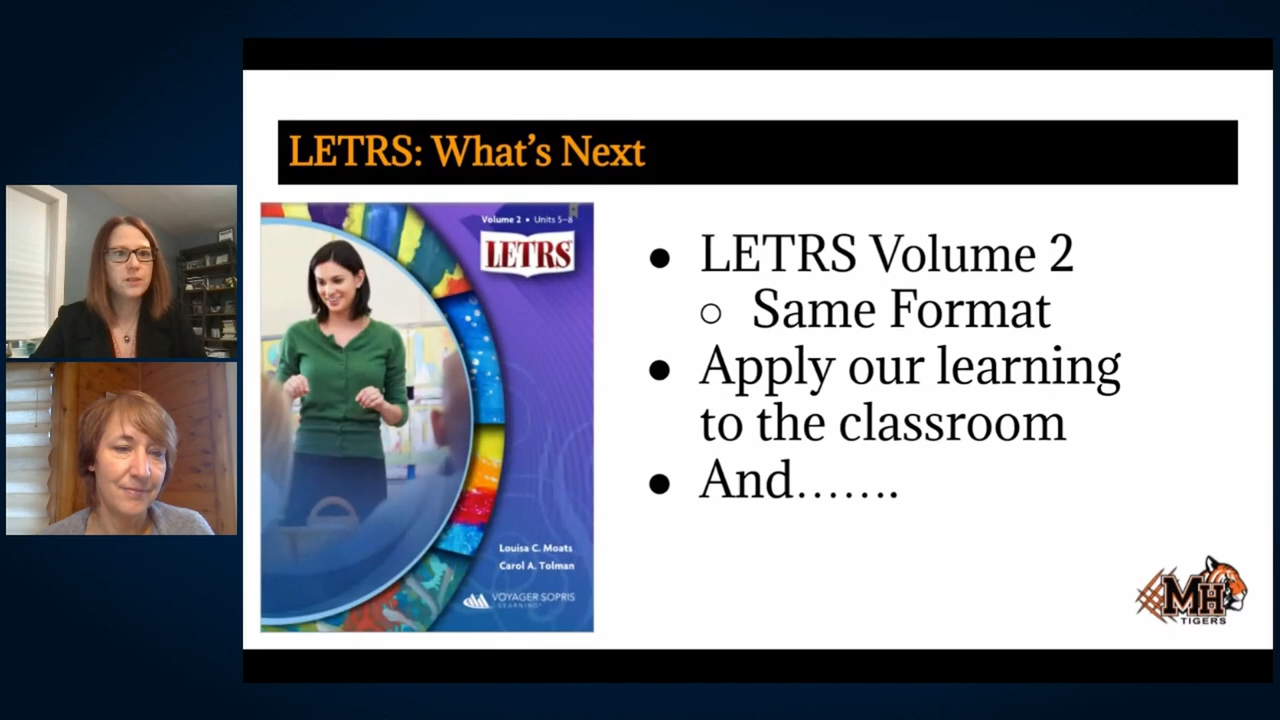 LETRS: What's Next
Volume 2 • Units 5–8
LETRS
Louisa C. Moats
Carol A. Tolman
VOYAGER SOPRIS
LEARNING
● LETRS Volume 2
○ Same Format
● Apply our learning
to the classroom
● And.......
MH
TIGERS